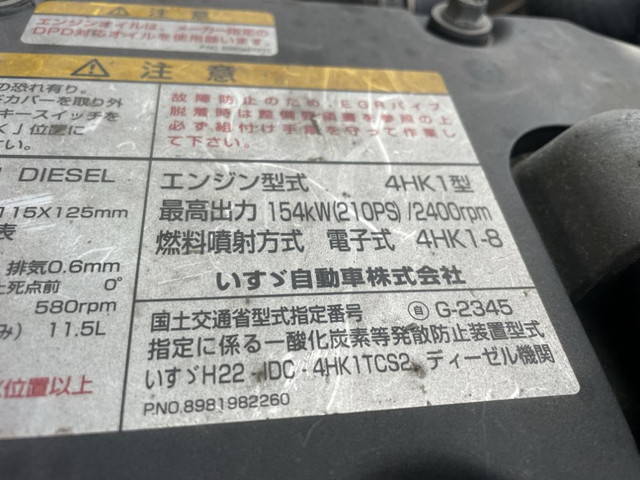 注意
エンジンオイルは、メーカー指定の
DPD対応オイルを使用願います。
注意
の恐れ有り。
ドカバーを取り外
キースイッチを
く」位置に
さい。
故障防止のため、EGRパイプ
脱着時は整備要領書を参照の上
必ず組付け手順を守って作業し
て下さい。
DIESEL
115X125mm
表
排気0.6mm
上死点前 0°
580rpm
み) 11.5L
位置以上
エンジン型式 4HK1型
最高出力 154kW(210PS)/2400rpm
燃料噴射方式 電子式 4HK1-8
いすゞ自動車株式会社
国土交通省型式指定番号 自 G-2345
指定に係る一酸化炭素等発散防止装置型式
いすゞH22-IDC-4HK1TCS2 ディーゼル機関
P.NO.8981982260